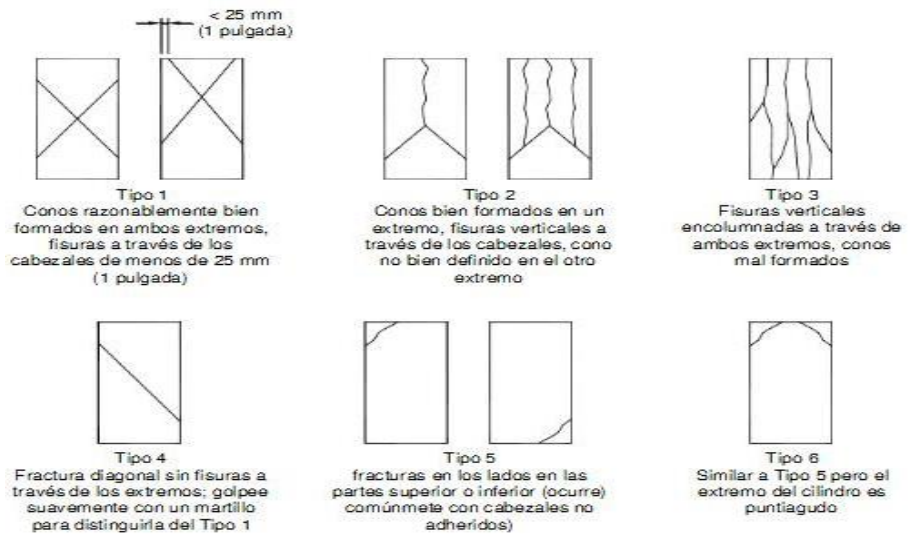 < 25 mm
(1 pulgada)
Tipo 1
Conos razonablemente bien
formados en ambos extremos,
fisuras a través de los
cabezales de menos de 25 mm
(1 pulgada)
Tipo 2
Conos bien formados en un
extremo, fisuras verticales a
través de los cabezales, cono
no bien definido en el otro
extremo
Tipo 3
Fisuras verticales
encolumnadas a través de
ambos extremos, conos
mal formados
Tipo 4
Fractura diagonal sin fisuras a
través de los extremos; golpee
suavemente con un martillo
para distinguirla del Tipo 1
Tipo 5
fracturas en los lados en las
partes superior o inferior (ocurre)
comúnmete con cabezales no
adheridos)
Tipo 6
Similar a Tipo 5 pero el
extremo del cilindro es
puntiagudo